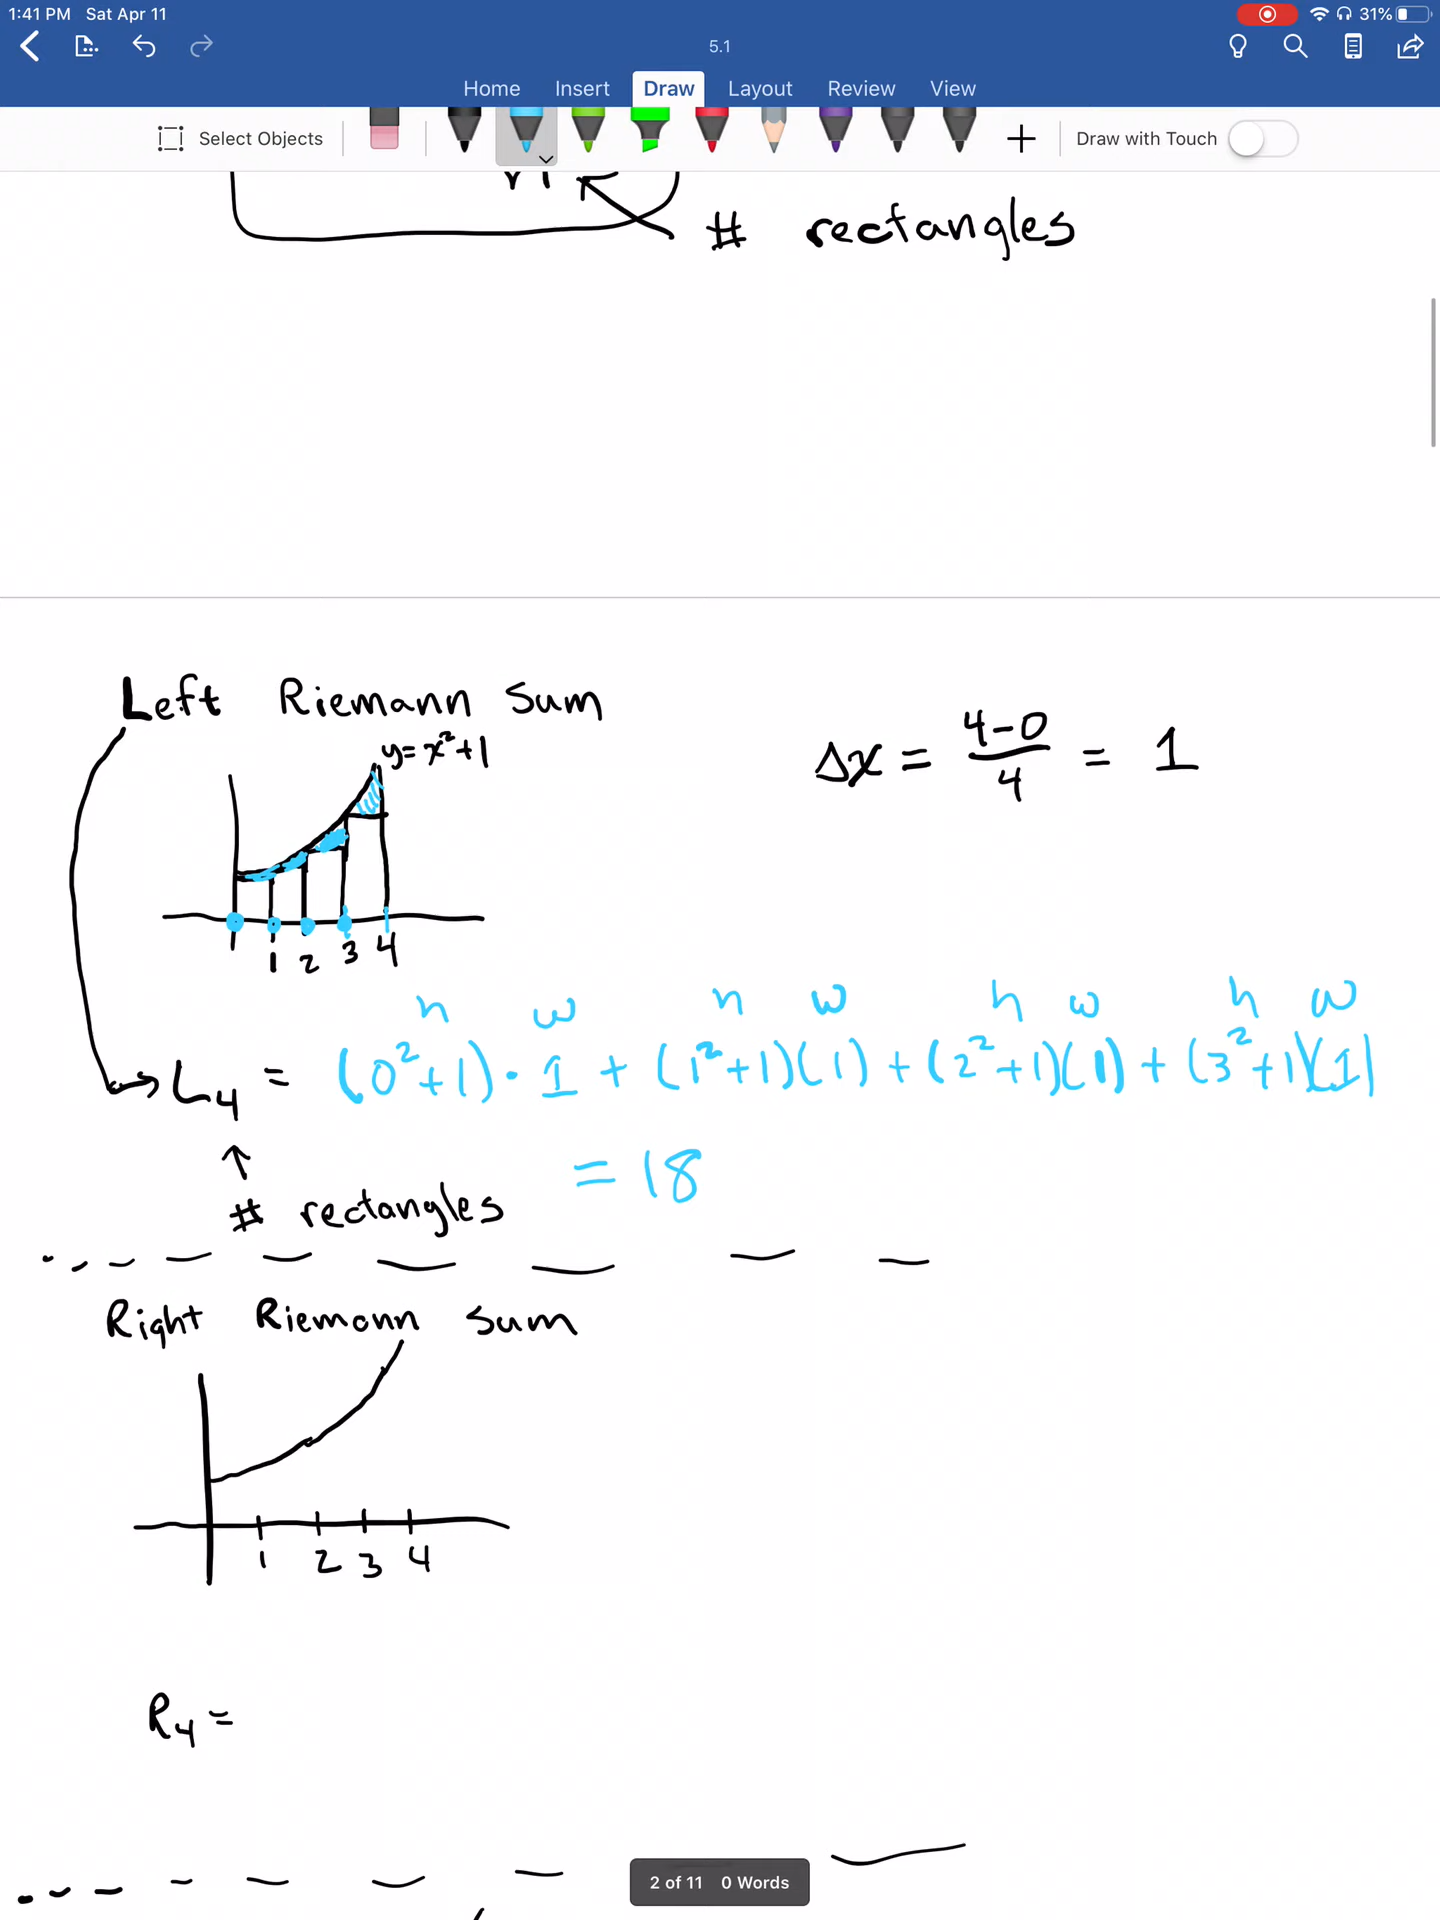 1:41 PM Sat Apr 11
31%
5.1
Home Insert Draw Layout Review View
Select Objects
Draw with Touch
# rectangles
Left Riemann Sum
y = x² + 1
Δx = (4-0)/4 = 1
1 2 3 4
h w h w h w h w
L₄ = (0² + 1) · 1 + (1² + 1)(1) + (2² + 1)(1) + (3² + 1)(1)
↑
= 18
# rectangles
Right Riemann Sum
1 2 3 4
R₄ =
2 of 11 0 Words